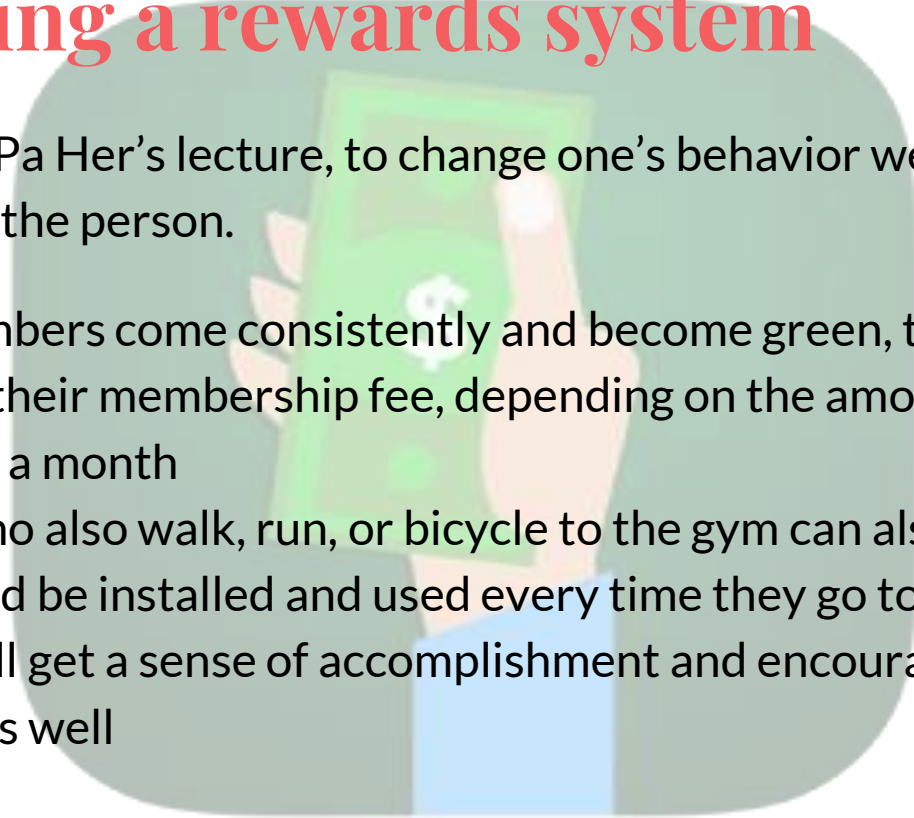 ing a rewards system
Pa Her’s lecture, to change one’s behavior we
the person.
mbers come consistently and become green, t
their membership fee, depending on the amo
a month
ho also walk, run, or bicycle to the gym can als
d be installed and used every time they go to
ll get a sense of accomplishment and encoura
s well
$